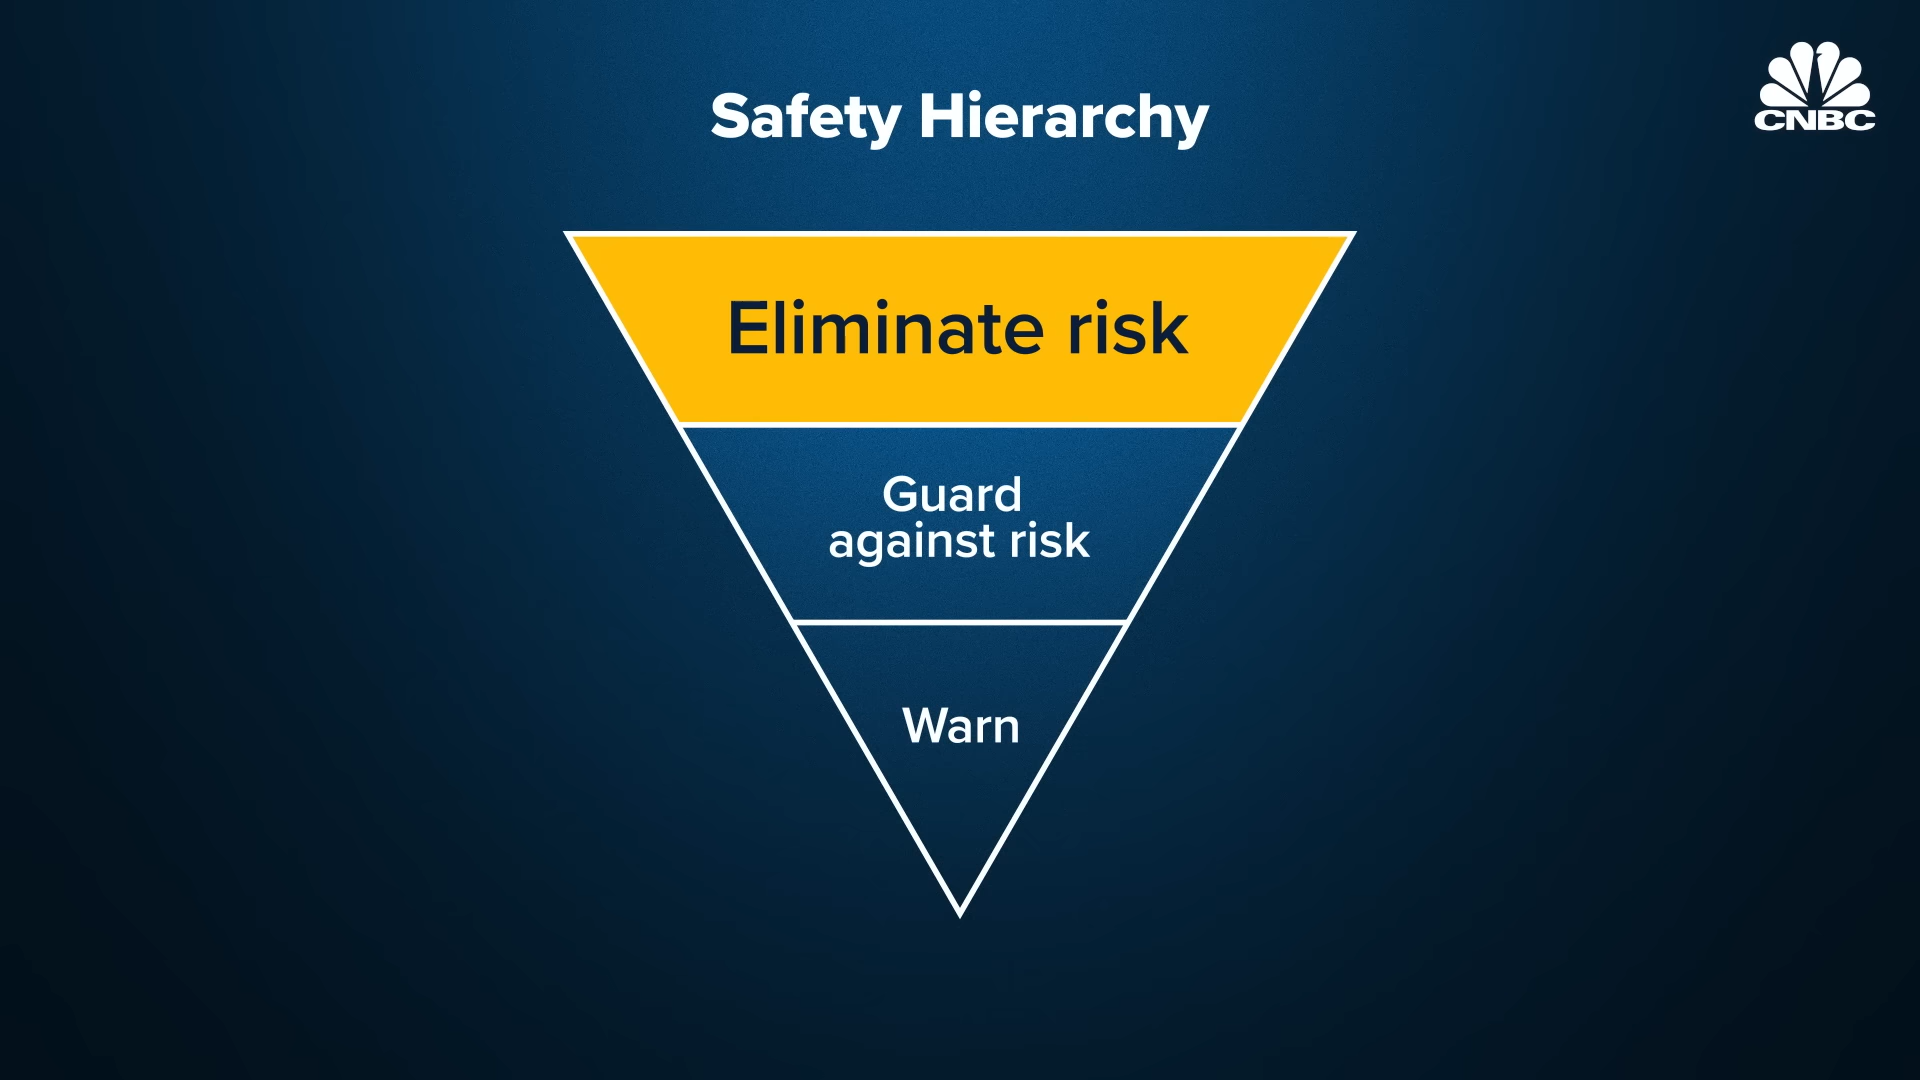 Safety Hierarchy
CNBC
Eliminate risk
Guard
against risk
Warn